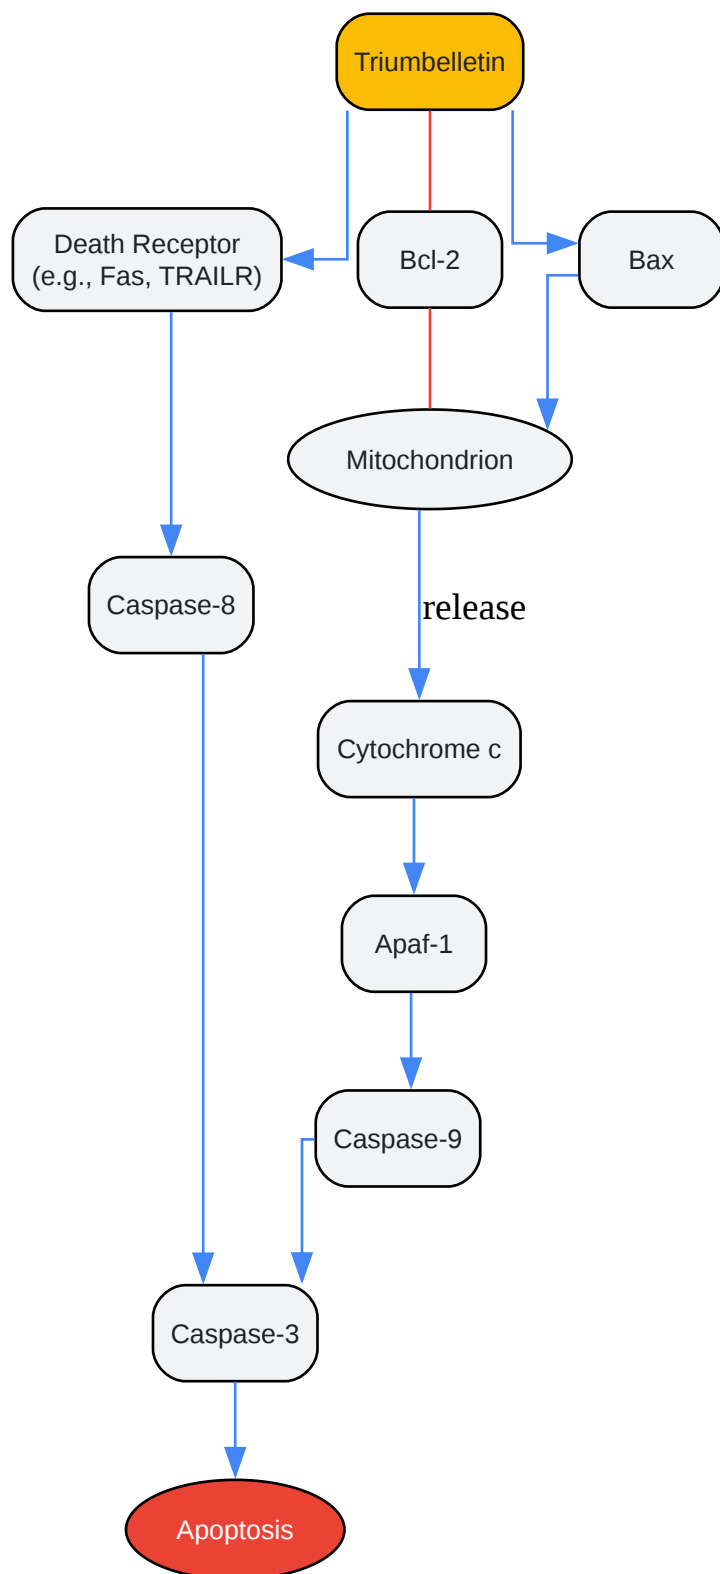 Triumbelletin
Death Receptor
(e.g., Fas, TRAILR)
Bcl-2
Bax
Mitochondrion
Caspase-8
release
Cytochrome c
Apaf-1
Caspase-9
Caspase-3
Apoptosis